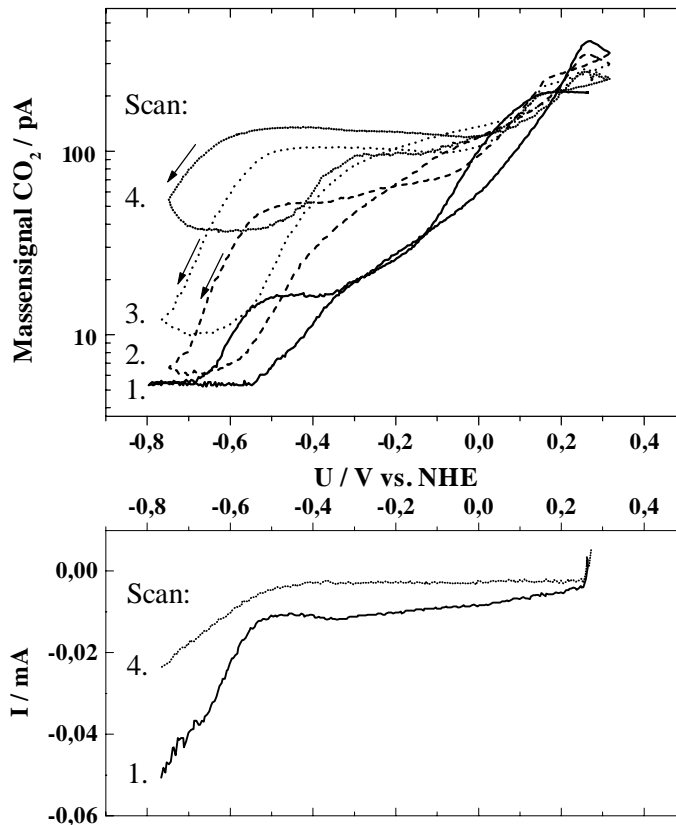 Massensignal CO₂ / pA
100
10
Scan:
4.
3.
2.
1.
-0,8 -0,6 -0,4 -0,2 0,0 0,2 0,4
U / V vs. NHE
-0,8 -0,6 -0,4 -0,2 0,0 0,2 0,4
I / mA
0,00
-0,02
-0,04
-0,06
Scan:
4.
1.